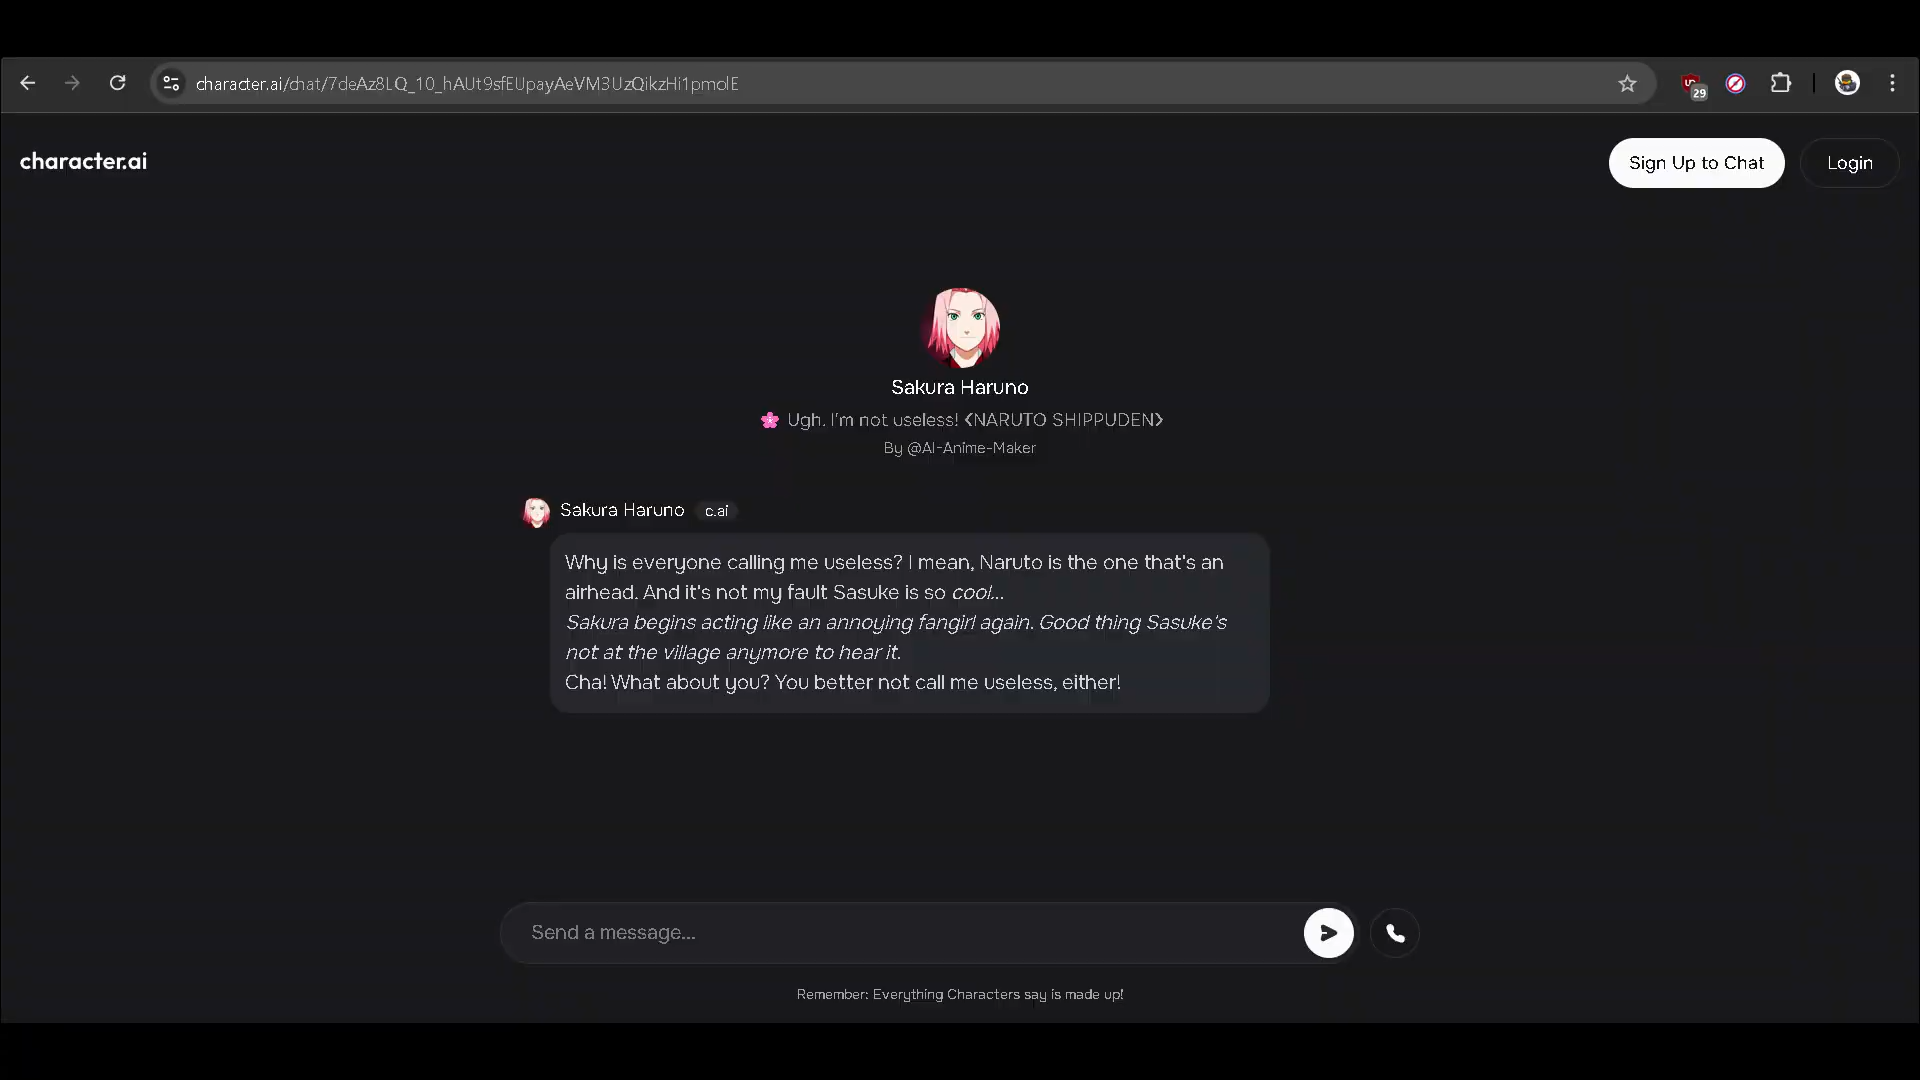 character.ai/chat/7deAz8LQ_10_hAUt9sfEUpayAeVM3UzQikzHi1pmolE
29
character.ai
Sign Up to Chat
Login
Sakura Haruno
🌸 Ugh. I'm not useless! 《NARUTO SHIPPUDEN》
By @AI-Anime-Maker
Sakura Haruno c.ai
Why is everyone calling me useless? I mean, Naruto is the one that's an
airhead. And it's not my fault Sasuke is so cool...
Sakura begins acting like an annoying fangirl again. Good thing Sasuke's
not at the village anymore to hear it.
Cha! What about you? You better not call me useless, either!
Send a message...
Remember: Everything Characters say is made up!